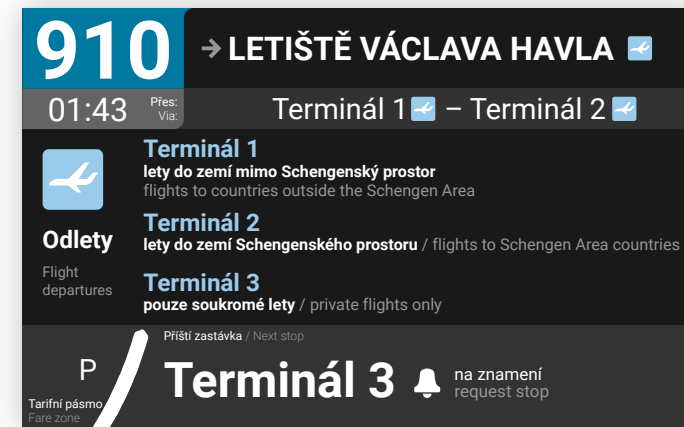 910
→ LETIŠTĚ VÁCLAVA HAVLA
01:43
Přes:
Via:
Terminál 1 – Terminál 2
Odlety
Flight
departures
Terminál 1
lety do zemí mimo Schengenský prostor
flights to countries outside the Schengen Area
Terminál 2
lety do zemí Schengenského prostoru / flights to Schengen Area countries
Terminál 3
pouze soukromé lety / private flights only
P
Tarifní pásmo
Fare zone
Příští zastávka / Next stop
Terminál 3
na znamení
request stop